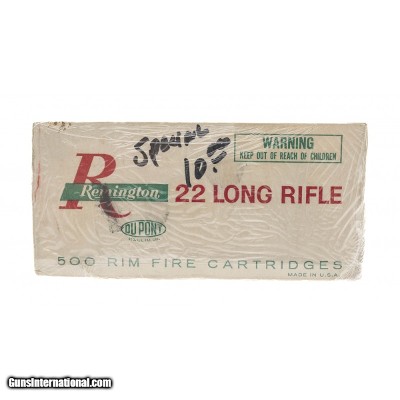 Special
10.00
WARNING
KEEP OUT OF REACH OF CHILDREN
R
Remington
22 LONG RIFLE
DU PONT
500 RIM FIRE CARTRIDGES
MADE IN U.S.A.
GunsInternational.com